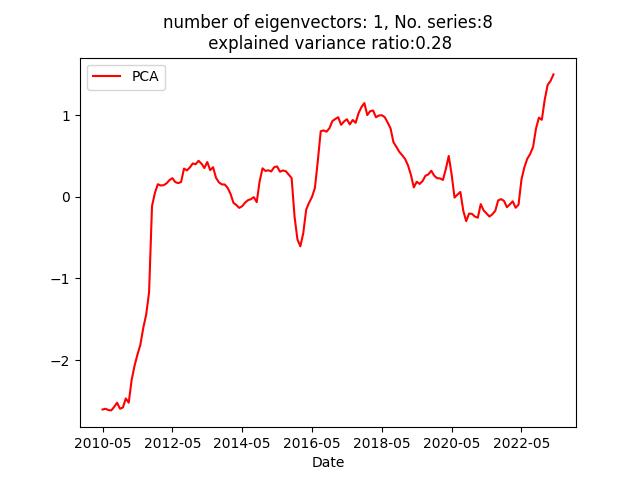 number of eigenvectors: 1, No. series:8
explained variance ratio:0.28
PCA
1
0
−1
−2
2010-05 2012-05 2014-05 2016-05 2018-05 2020-05 2022-05
Date